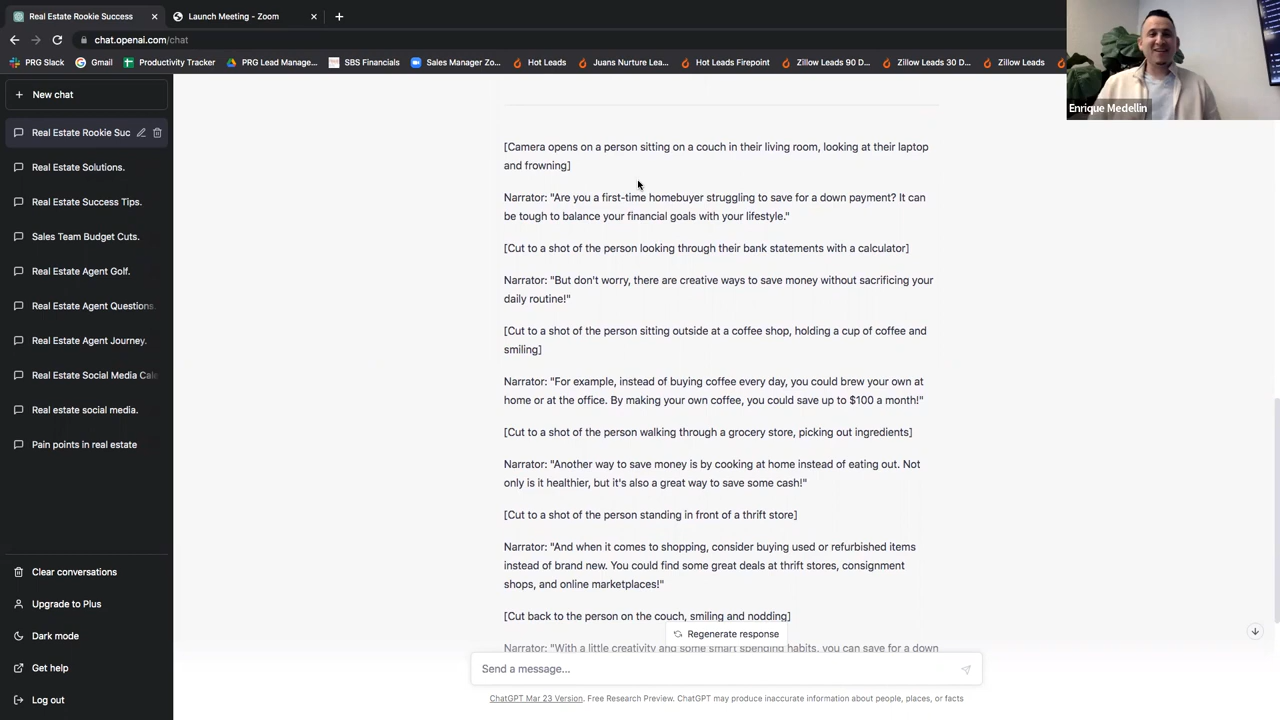 Real Estate Rookie Success
Launch Meeting - Zoom
chat.openai.com/chat
PRG Slack
Gmail
Productivity Tracker
PRG Lead Manage...
SBS Financials
Sales Manager Zo...
Hot Leads
Juans Nurture Lea...
Hot Leads Firepoint
Zillow Leads 90 D...
Zillow Leads 30 D...
Zillow Leads
Enrique Medellin
New chat
Real Estate Rookie Suc
Real Estate Solutions.
Real Estate Success Tips.
Sales Team Budget Cuts.
Real Estate Agent Golf.
Real Estate Agent Questions.
Real Estate Agent Journey.
Real Estate Social Media Cale
Real estate social media.
Pain points in real estate
Clear conversations
Upgrade to Plus
Dark mode
Get help
Log out
[Camera opens on a person sitting on a couch in their living room, looking at their laptop
and frowning]
Narrator: "Are you a first-time homebuyer struggling to save for a down payment? It can
be tough to balance your financial goals with your lifestyle."
[Cut to a shot of the person looking through their bank statements with a calculator]
Narrator: "But don't worry, there are creative ways to save money without sacrificing your
daily routine!"
[Cut to a shot of the person sitting outside at a coffee shop, holding a cup of coffee and
smiling]
Narrator: "For example, instead of buying coffee every day, you could brew your own at
home or at the office. By making your own coffee, you could save up to $100 a month!"
[Cut to a shot of the person walking through a grocery store, picking out ingredients]
Narrator: "Another way to save money is by cooking at home instead of eating out. Not
only is it healthier, but it's also a great way to save some cash!"
[Cut to a shot of the person standing in front of a thrift store]
Narrator: "And when it comes to shopping, consider buying used or refurbished items
instead of brand new. You could find some great deals at thrift stores, consignment
shops, and online marketplaces!"
[Cut back to the person on the couch, smiling and nodding]
Regenerate response
Narrator: "With a little creativity and some smart spending habits, you can save for a down
Send a message...
ChatGPT Mar 23 Version. Free Research Preview. ChatGPT may produce inaccurate information about people, places, or facts